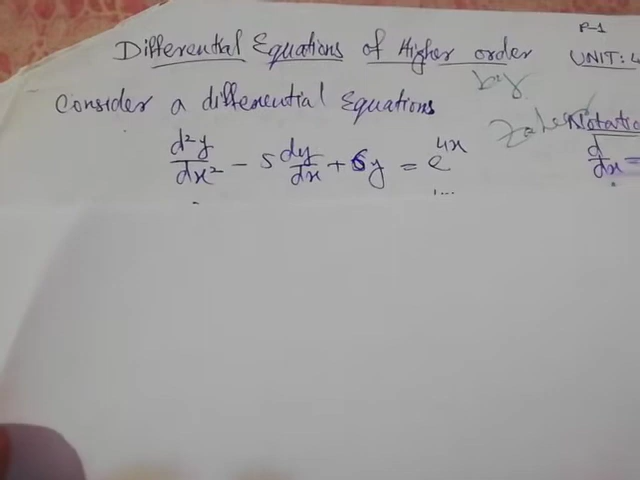 P-1
Differential Equations of Higher order
UNIT: 4
by
Consider a differential Equations
d²y/dx² - 5 dy/dx + 6y = e^4x
d/dx =
....